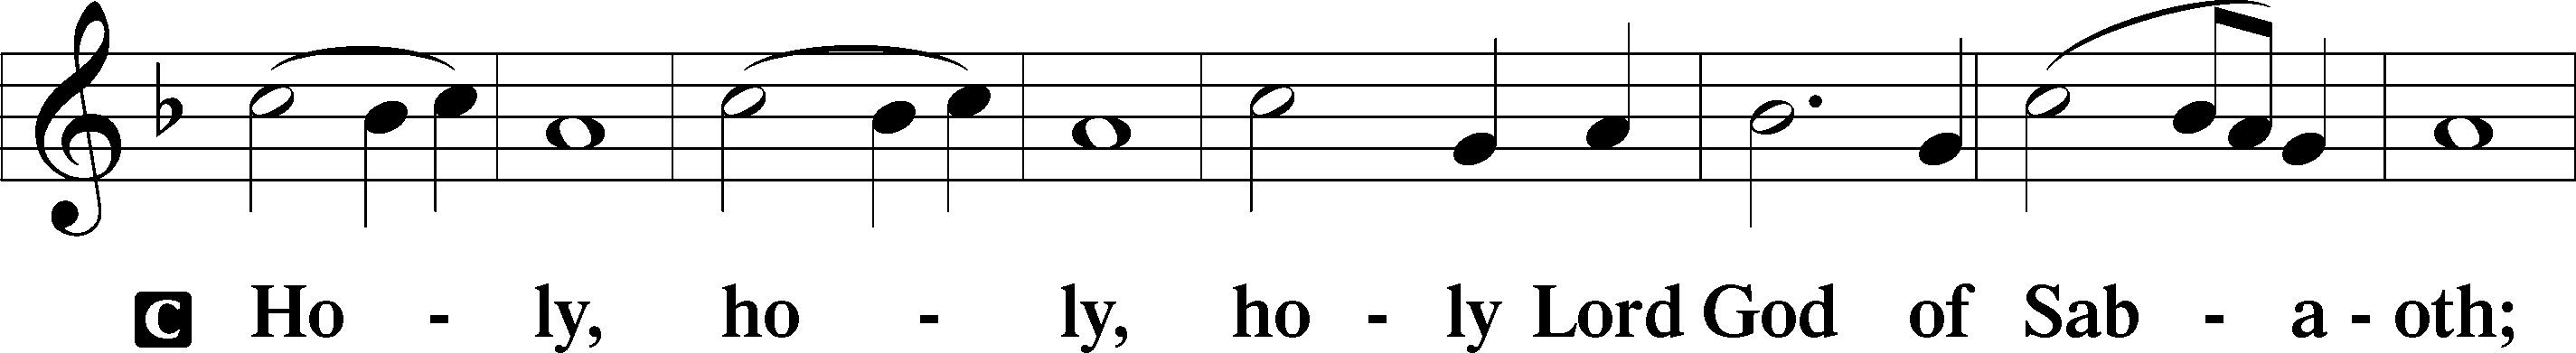 C Ho - ly, ho - ly, ho - ly Lord God of Sab - a - oth;